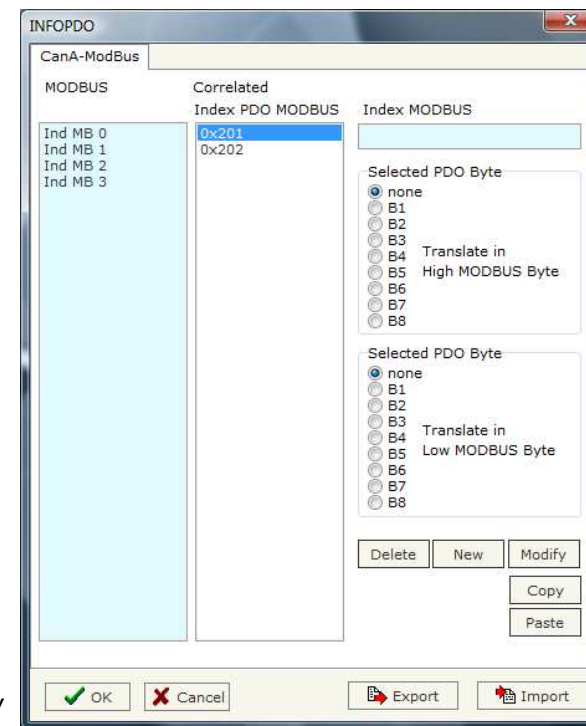 INFOPDO
CanA-ModBus
MODBUS
Correlated
Index PDO MODBUS
Index MODBUS
Ind MB 0
Ind MB 1
Ind MB 2
Ind MB 3
0x201
0x202
Selected PDO Byte
none
B1
B2
B3
B4
B5
B6
B7
B8
Translate in
High MODBUS Byte
Selected PDO Byte
none
B1
B2
B3
B4
B5
B6
B7
B8
Translate in
Low MODBUS Byte
Delete
New
Modify
Copy
Paste
OK
Cancel
Export
Import